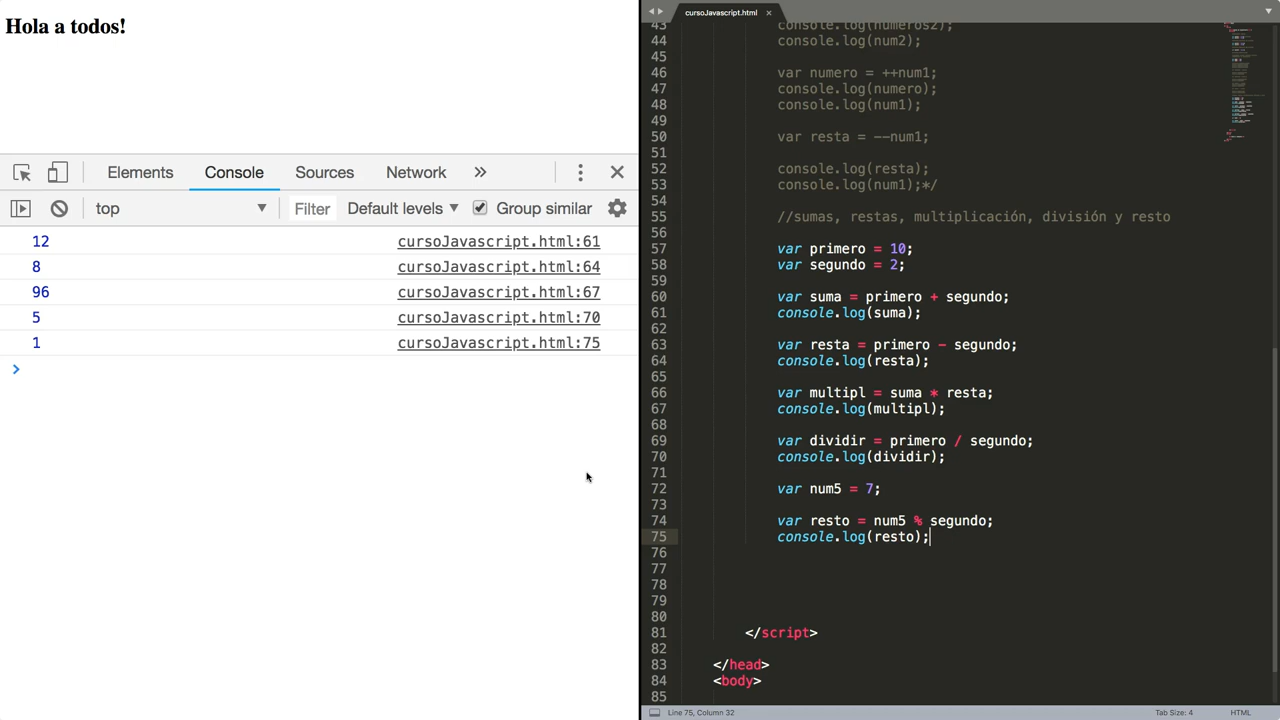 Hola a todos!
Elements Console Sources Network »
top Filter Default levels Group similar
12 cursoJavascript.html:61
8 cursoJavascript.html:64
96 cursoJavascript.html:67
5 cursoJavascript.html:70
1 cursoJavascript.html:75
>
cursoJavascript.html ×
43 console.log(numeros2);
44 console.log(num2);
45
46 var numero = ++num1;
47 console.log(numero);
48 console.log(num1);
49
50 var resta = --num1;
51
52 console.log(resta);
53 console.log(num1);*/
54
55 //sumas, restas, multiplicación, división y resto
56
57 var primero = 10;
58 var segundo = 2;
59
60 var suma = primero + segundo;
61 console.log(suma);
62
63 var resta = primero - segundo;
64 console.log(resta);
65
66 var multipl = suma * resta;
67 console.log(multipl);
68
69 var dividir = primero / segundo;
70 console.log(dividir);
71
72 var num5 = 7;
73
74 var resto = num5 % segundo;
75 console.log(resto);
76
77
78
79
80
81 </script>
82
83 </head>
84 <body>
85
Line 75, Column 32 Tab Size: 4 HTML